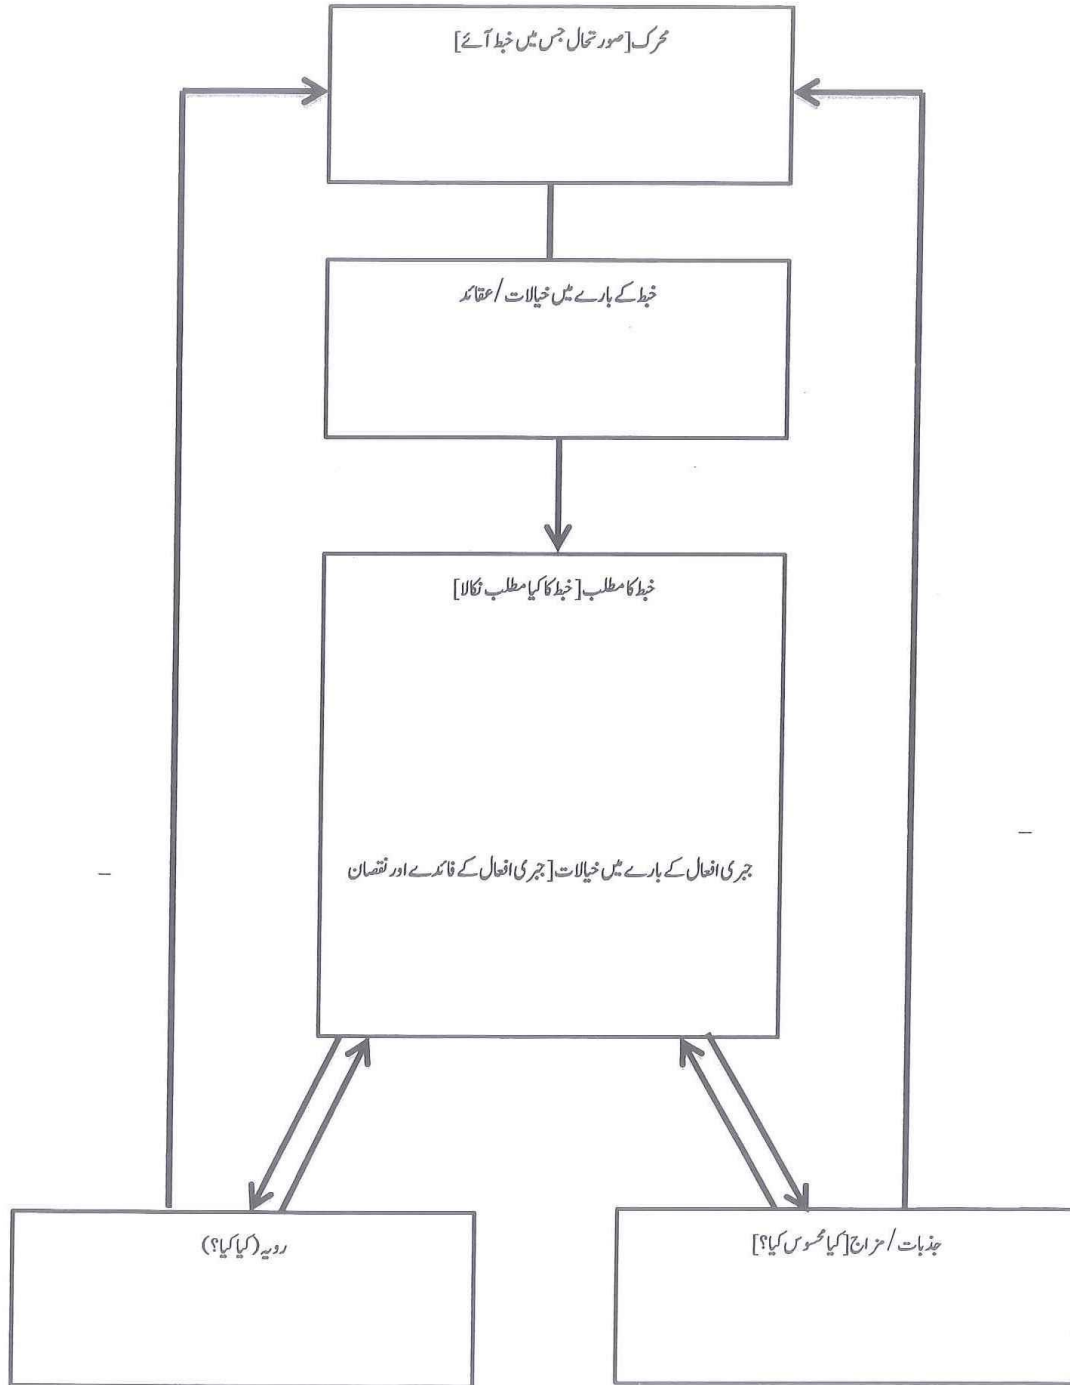 محرک [صورتحال جس میں خبط آئے]
خبط کے بارے میں خیالات/عقائد
خبط کا مطلب [خبط کا کیا مطلب نکالا]
جبری افعال کے بارے میں خیالات [جبری افعال کے فائدے اور نقصان
جذبات/مزاج [کیا محسوس کیا؟]
رویہ (کیا کیا؟)